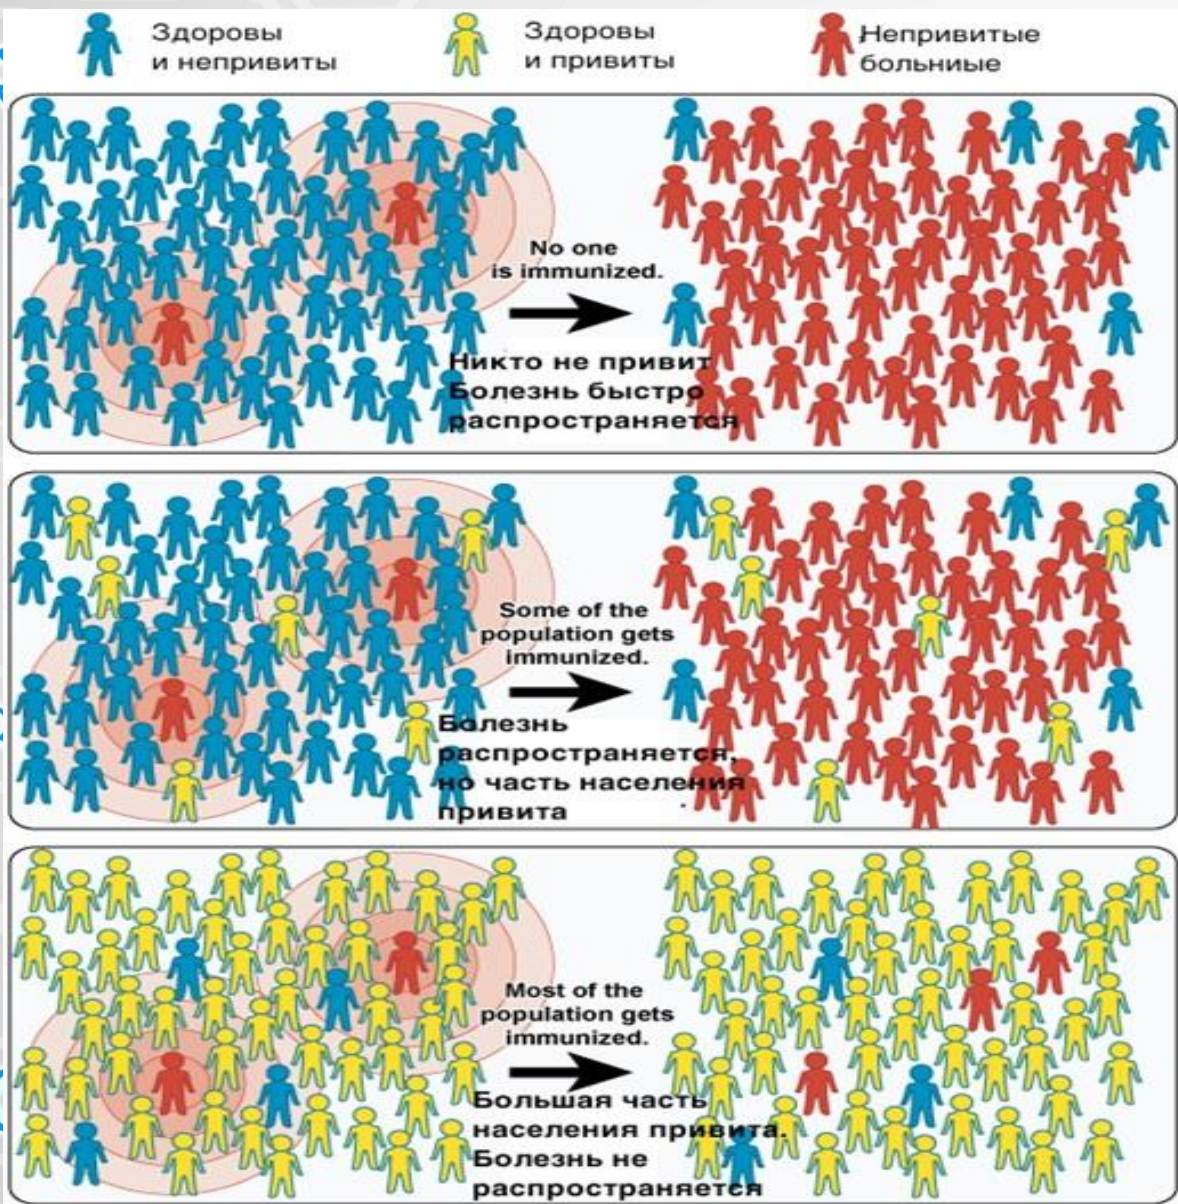 Здоровы
и непривиты
Здоровы
и привиты
Непривитые
больниые
No one
is immunized.
Никто не привит
Болезнь быстро
распространяется
Some of the
population gets
immunized.
Болезнь
распространяется,
но часть населения
привита
Most of the
population gets
immunized.
Большая часть
населения привита.
Болезнь не
распространяется